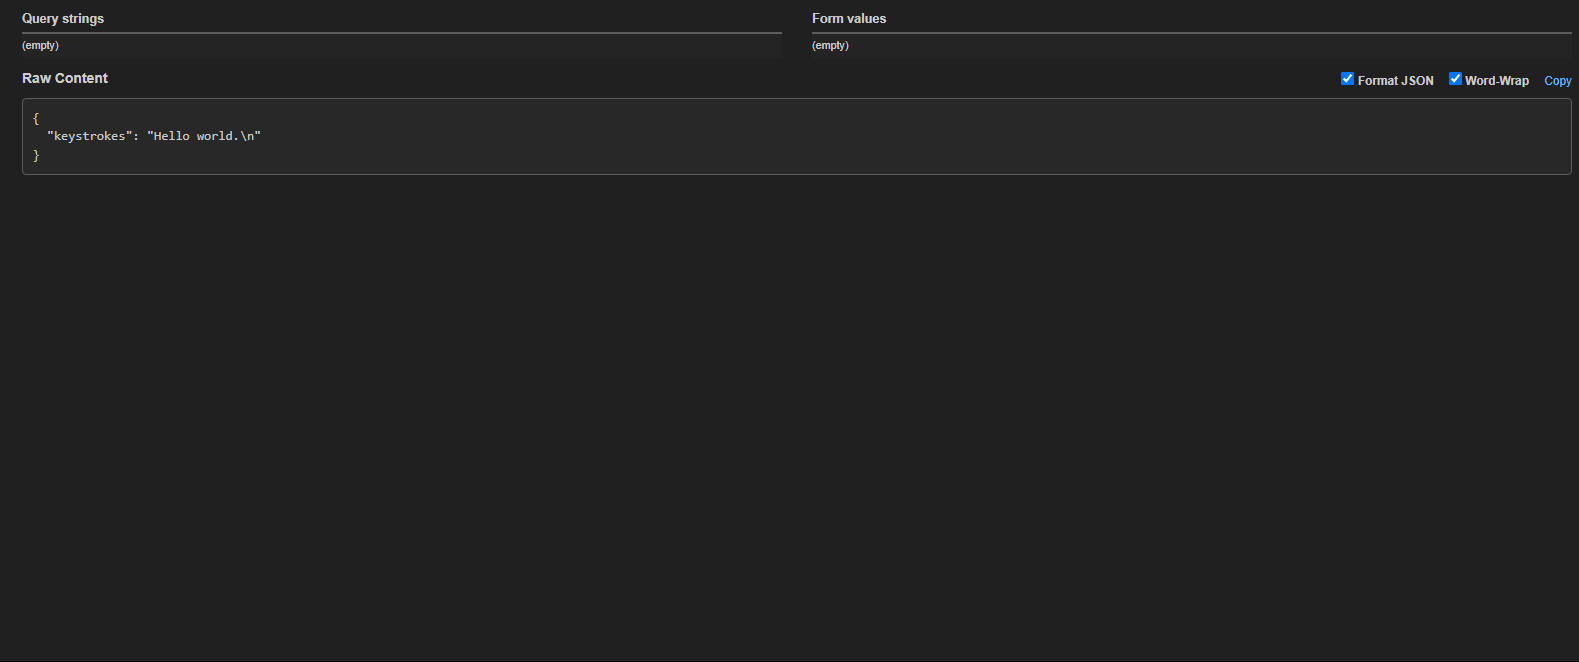 Query strings
(empty)
Form values
(empty)
Raw Content
Format JSON Word-Wrap Copy
{
  "keystrokes": "Hello world.\n"
}